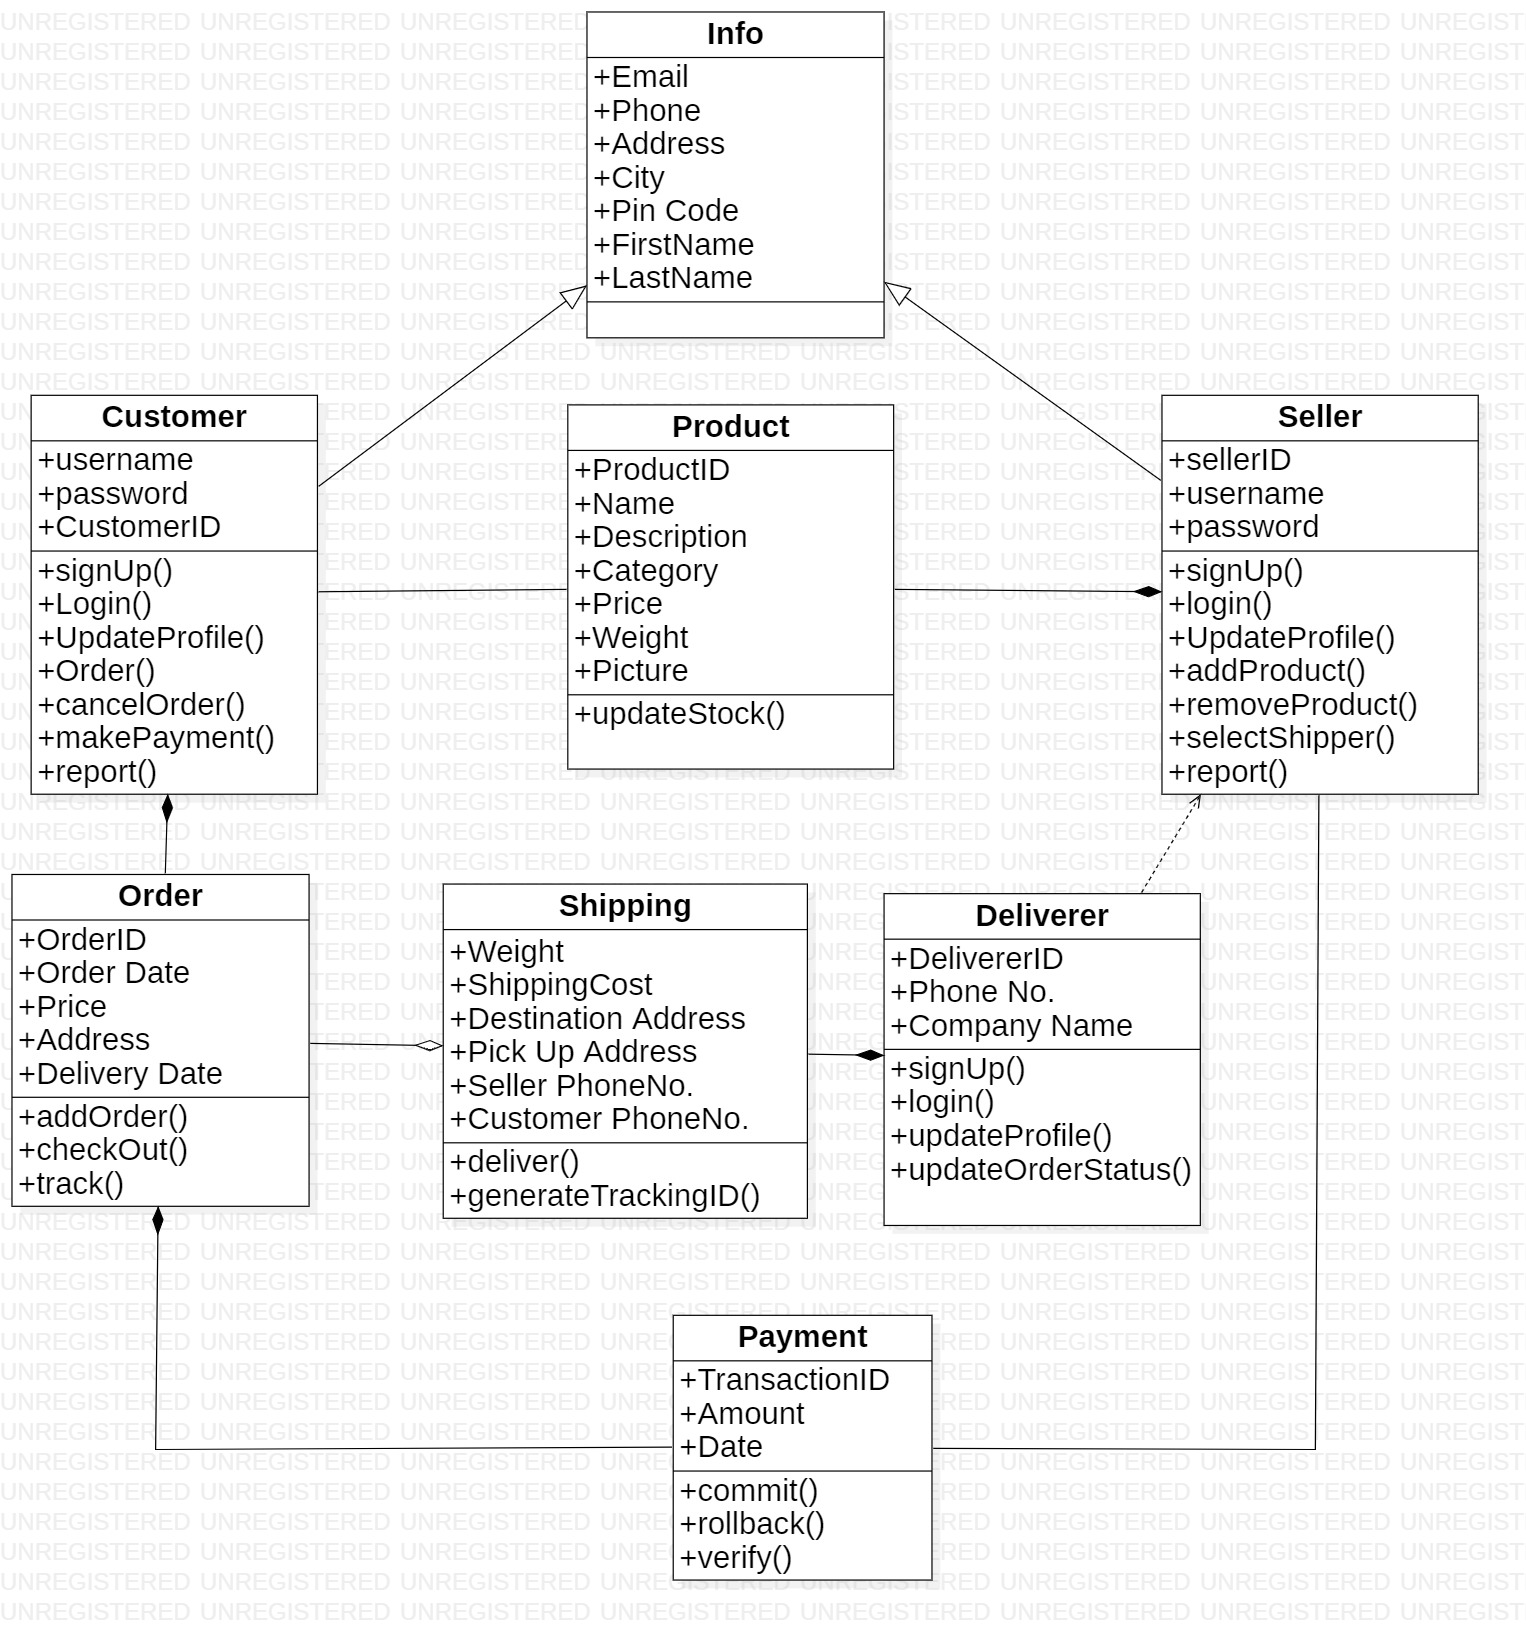 Info
+Email
+Phone
+Address
+City
+Pin Code
+FirstName
+LastName
Customer
+username
+password
+CustomerID
+signUp()
+Login()
+UpdateProfile()
+Order()
+cancelOrder()
+makePayment()
+report()
Product
+ProductID
+Name
+Description
+Category
+Price
+Weight
+Picture
+updateStock()
Seller
+sellerID
+username
+password
+signUp()
+login()
+UpdateProfile()
+addProduct()
+removeProduct()
+selectShipper()
+report()
Order
+OrderID
+Order Date
+Price
+Address
+Delivery Date
+addOrder()
+checkOut()
+track()
Shipping
+Weight
+ShippingCost
+Destination Address
+Pick Up Address
+Seller PhoneNo.
+Customer PhoneNo.
+deliver()
+generateTrackingID()
Deliverer
+DelivererID
+Phone No.
+Company Name
+signUp()
+login()
+updateProfile()
+updateOrderStatus()
Payment
+TransactionID
+Amount
+Date
+commit()
+rollback()
+verify()
UNREGISTERED